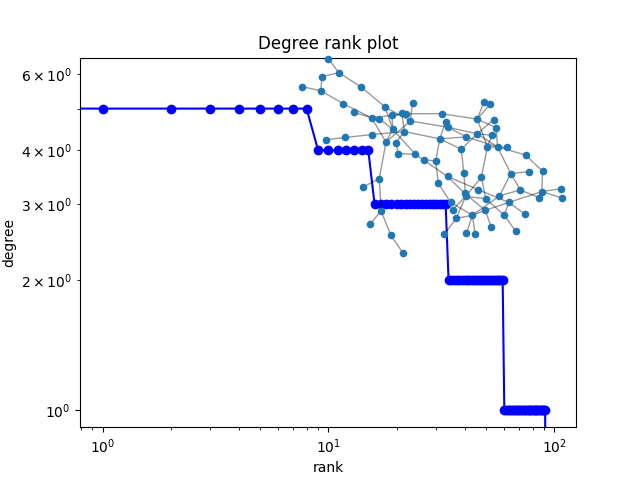 Degree rank plot
6 × 10⁰
4 × 10⁰
3 × 10⁰
2 × 10⁰
10⁰
degree
10⁰ 10¹ 10²
rank